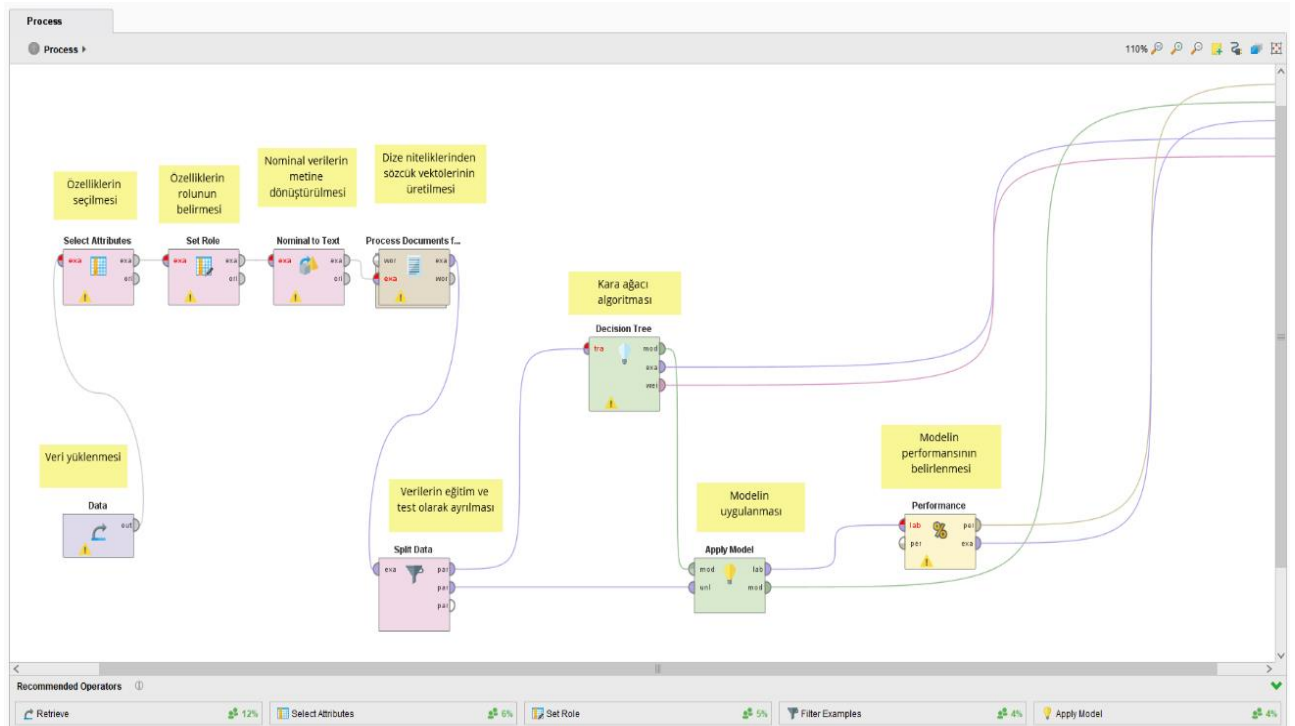 Process
Process
110%
Özelliklerin
seçilmesi
Özelliklerin
rolunun
belirmesi
Nominal verilerin
metine
dönüştürülmesi
Dize niteliklerinden
sözcük vektölerinin
üretilmesi
Select Attributes
exa
exa
ori
Set Role
exa
exa
ori
Nominal to Text
exa
exa
ori
Process Documents f...
wor
exa
exa
wor
Kara ağacı
algoritması
Decision Tree
tra
mod
exa
wei
Veri yüklenmesi
Data
out
Verilerin eğitim ve
test olarak ayrılması
Split Data
exa
par
par
par
Modelin
uygulanması
Apply Model
mod
lab
unl
mod
Modelin
performansının
belirlenmesi
Performance
lab
per
per
exa
Recommended Operators
Retrieve
12%
Select Attributes
6%
Set Role
5%
Filter Examples
4%
Apply Model
4%